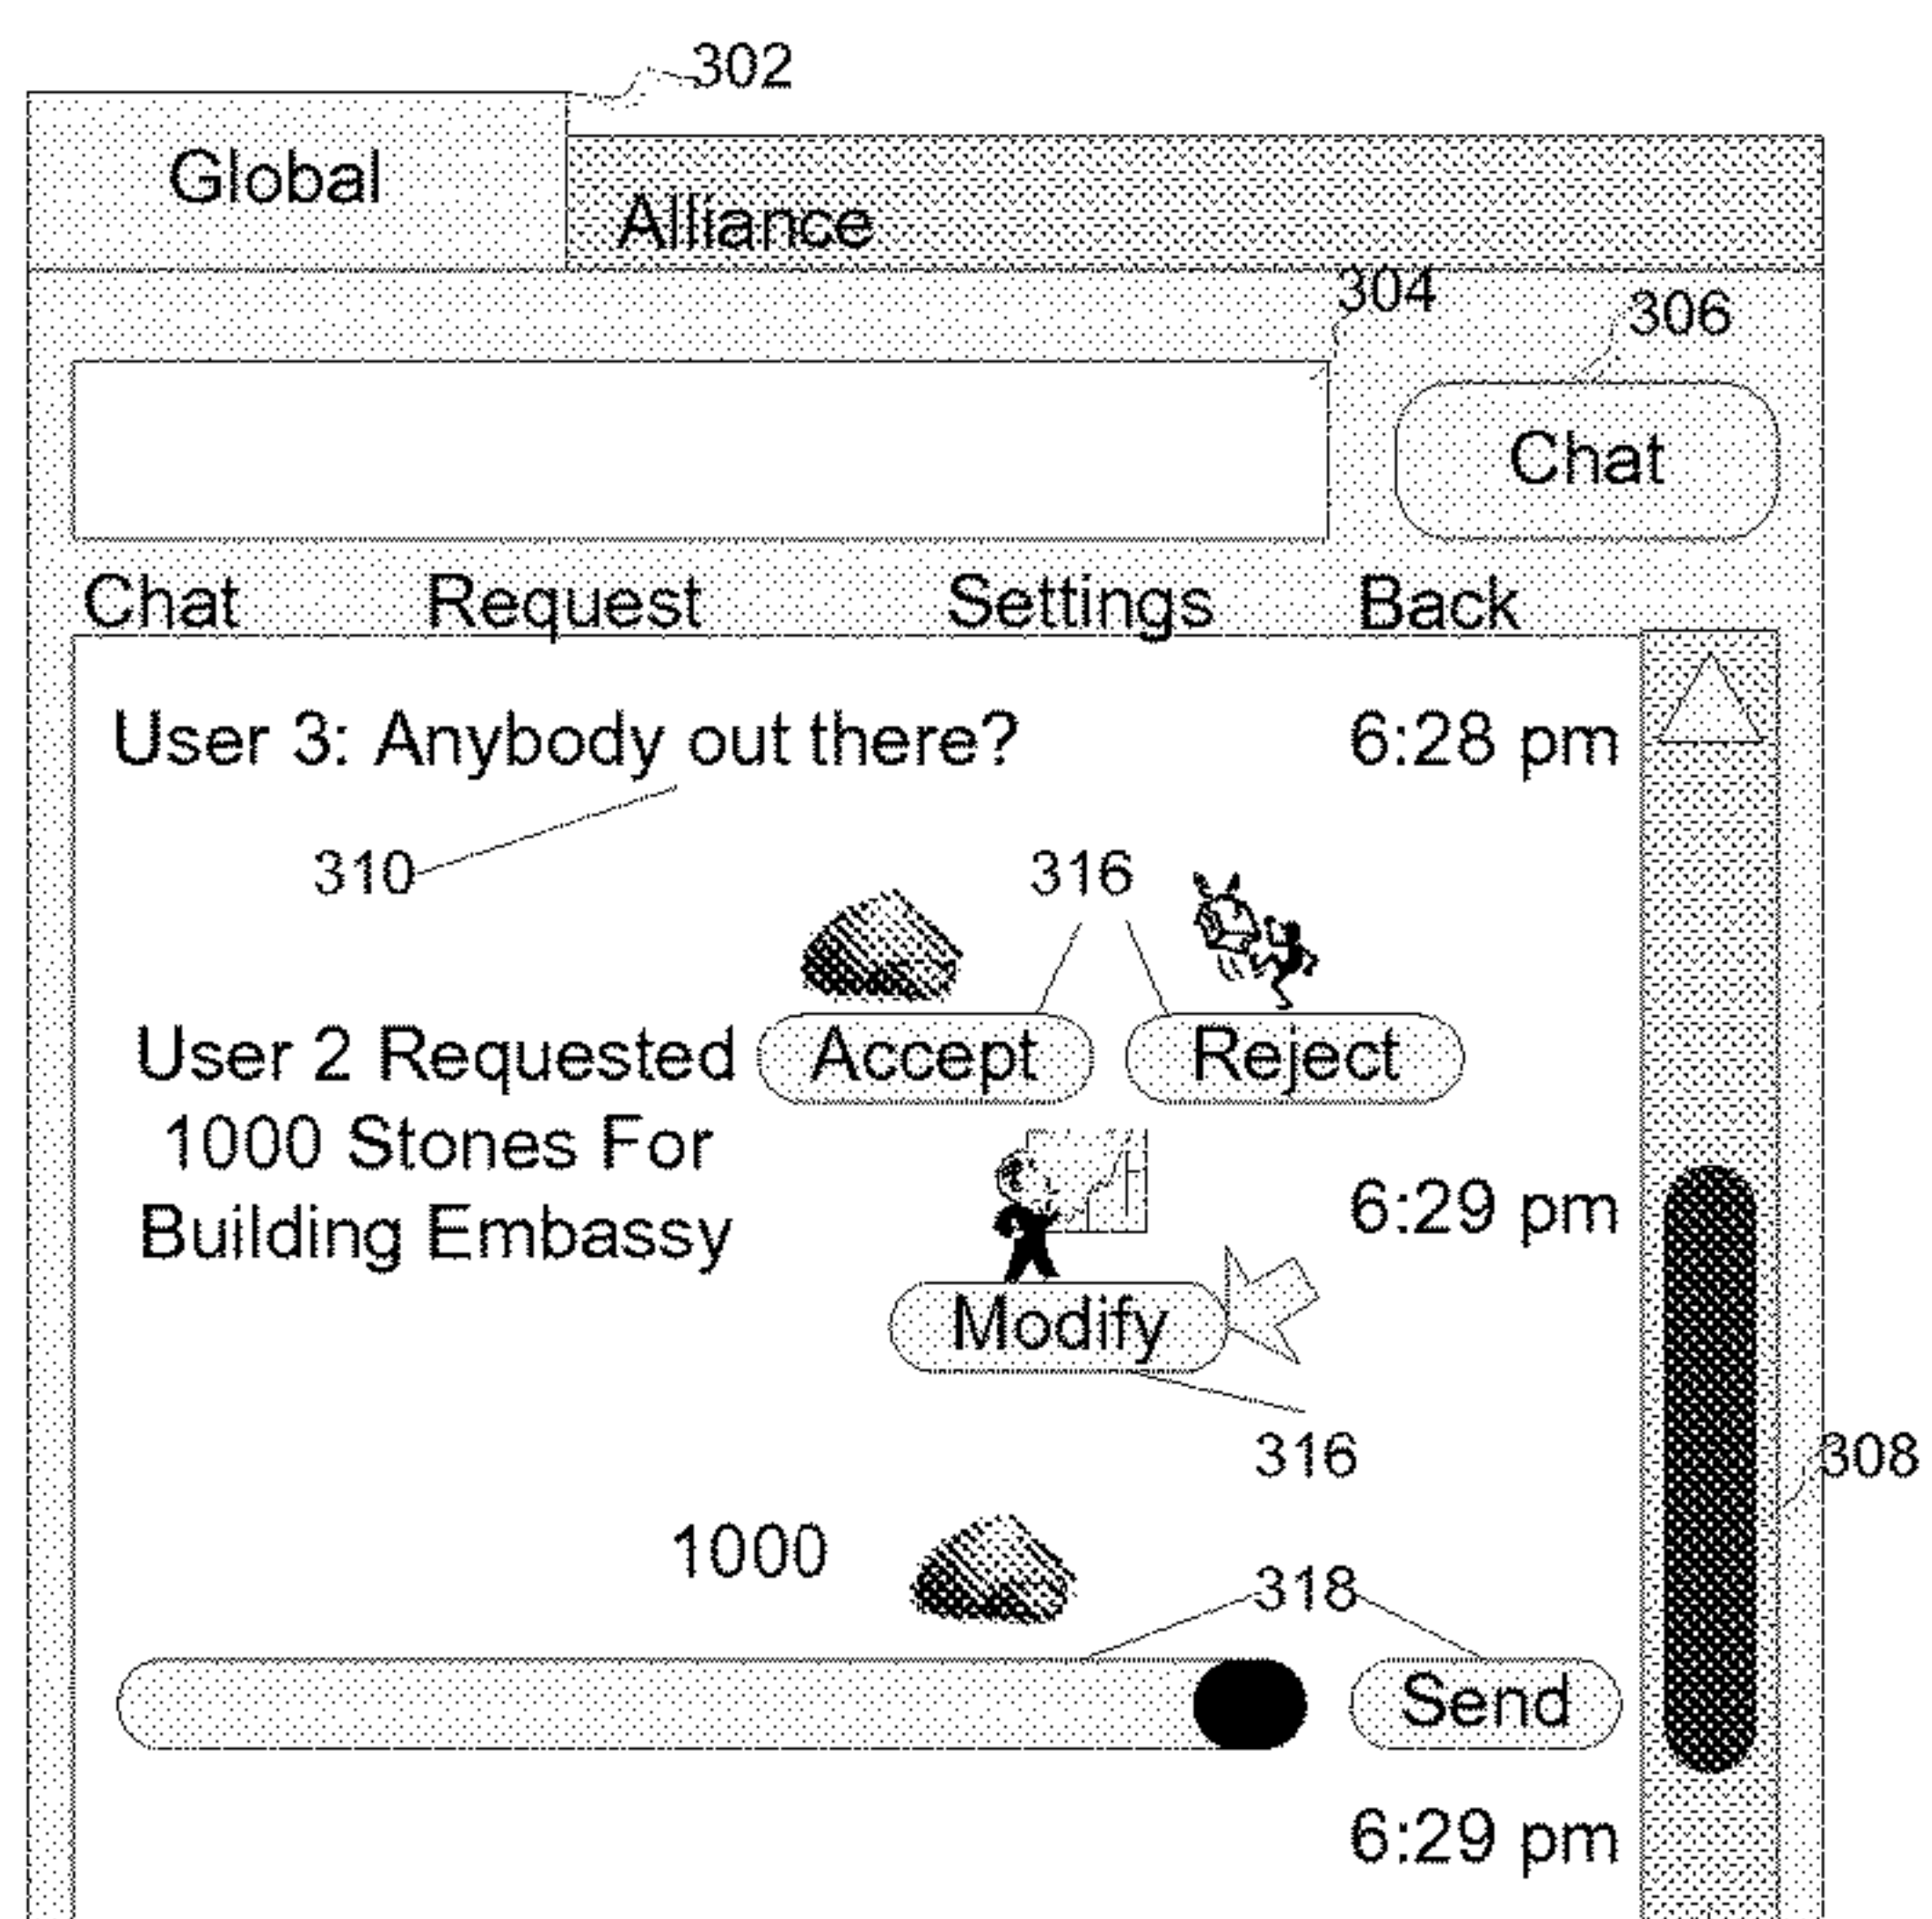 302
Global
Alliance
304
306
Chat
Chat Request Settings Back
User 3: Anybody out there? 6:28 pm
310
316
User 2 Requested
1000 Stones For
Building Embassy
Accept
Reject
6:29 pm
Modify
316
308
1000
318
Send
6:29 pm